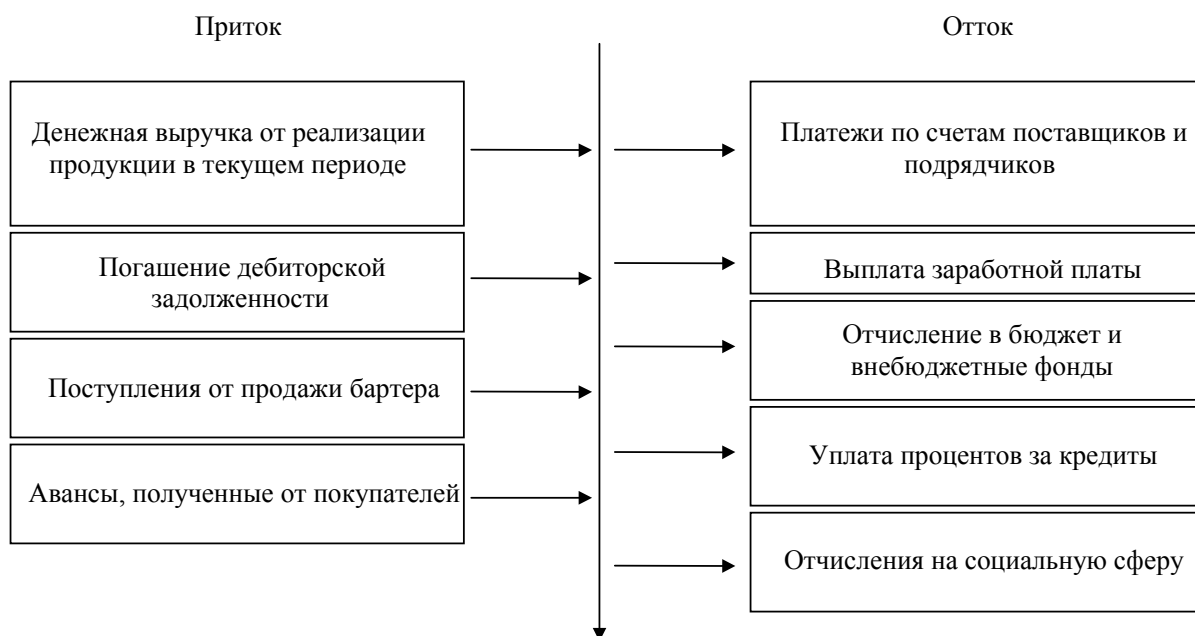 Приток
Отток
Денежная выручка от реализации
продукции в текущем периоде
Погашение дебиторской
задолженности
Поступления от продажи бартера
Авансы, полученные от покупателей
Платежи по счетам поставщиков и
подрядчиков
Выплата заработной платы
Отчисление в бюджет и
внебюджетные фонды
Уплата процентов за кредиты
Отчисления на социальную сферу